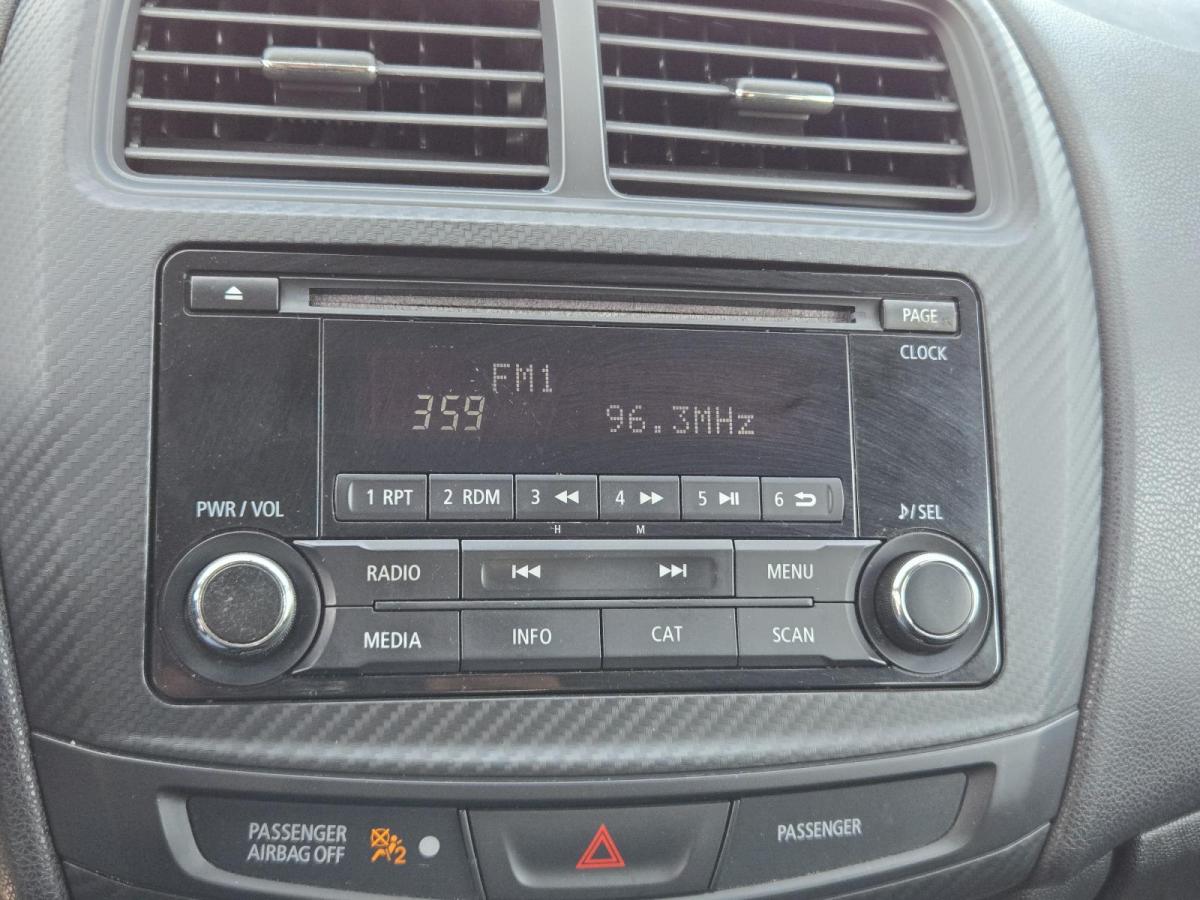 PAGE
CLOCK
FM1
359
96.3MHz
1 RPT
2 RDM
3
4
5
6
H
M
PWR / VOL
♪/SEL
RADIO
MENU
MEDIA
INFO
CAT
SCAN
PASSENGER
AIRBAG OFF
2
PASSENGER